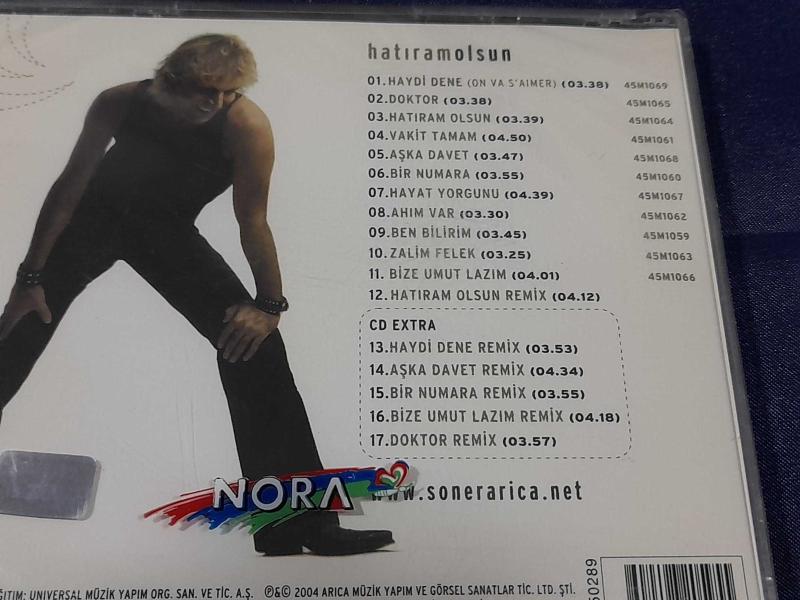 hatıramolsun
01.HAYDİ DENE (ON VA S'AIMER) (03.38) 45M1069
02.DOKTOR (03.38) 45M1065
03.HATIRAM OLSUN (03.39) 45M1064
04.VAKİT TAMAM (04.50) 45M1061
05.AŞKA DAVET (03.47) 45M1068
06.BİR NUMARA (03.55) 45M1060
07.HAYAT YORGUNU (04.39) 45M1067
08.AHIM VAR (03.30) 45M1062
09.BEN BİLİRİM (03.45) 45M1059
10.ZALİM FELEK (03.25) 45M1063
11. BİZE UMUT LAZIM (04.01) 45M1066
12.HATIRAM OLSUN REMIX (04.12)
CD EXTRA
13.HAYDİ DENE REMIX (03.53)
14.AŞKA DAVET REMIX (04.34)
15.BİR NUMARA REMIX (03.55)
16.BİZE UMUT LAZIM REMIX (04.18)
17.DOKTOR REMIX (03.57)
NORA
www.sonerarica.net
UNIVERSAL MÜZİK YAPIM ORG. SAN. VE TİC. A.Ş. ℗&© 2004 ARICA MÜZİK YAPIM VE GÖRSEL SANATLAR TİC. LTD. ŞTİ.
50289